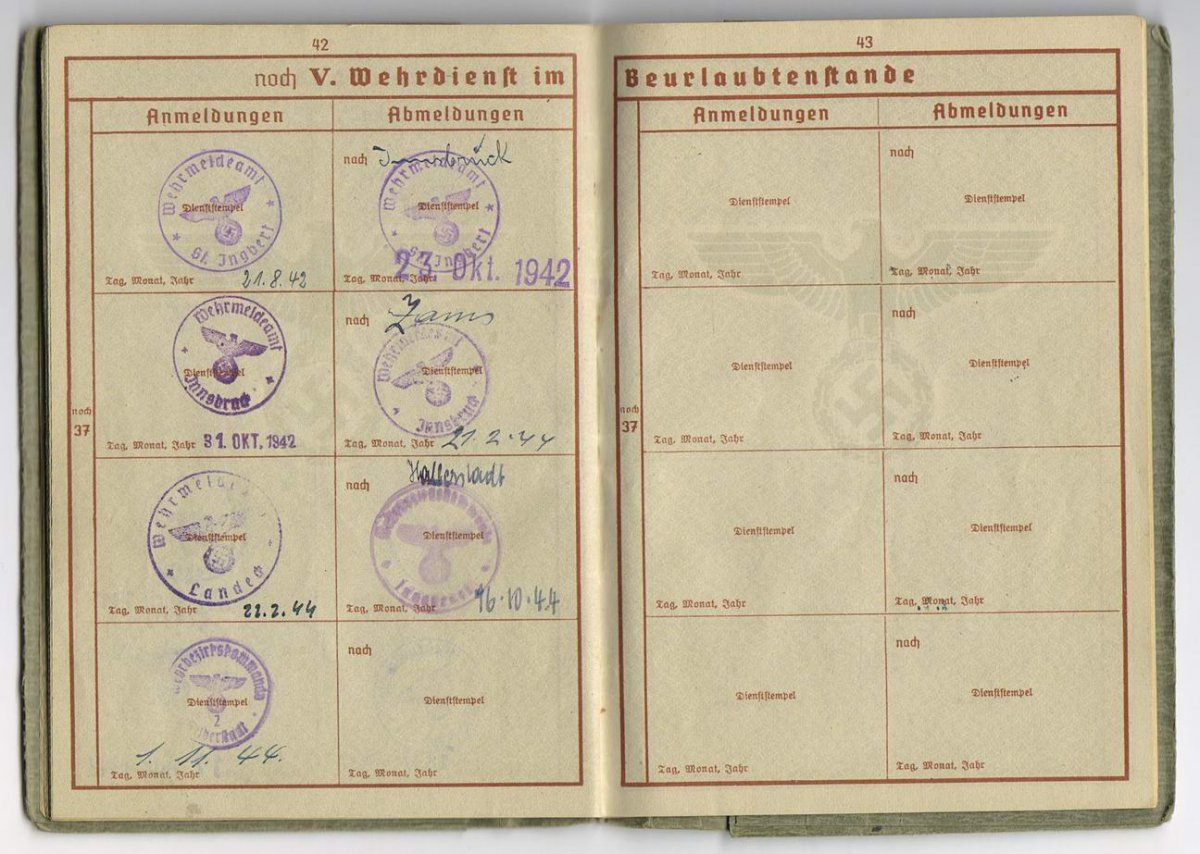 42
noch V. Wehrdienst im
Anmeldungen
Abmeldungen
noch
37
Wehrmeldeamt
Dienststempel
St. Ingbert
Tag, Monat, Jahr
21.8.42
nach Innsbruck
Wehrmeldeamt
Dienststempel
St. Ingbert
Tag, Monat, Jahr
23. Okt. 1942
Wehrmeldeamt
Dienststempel
Innsbruck
Tag, Monat, Jahr 31. OKT. 1942
nach Zams
Wehrmeldeamt
Dienststempel
Innsbruck
Tag, Monat, Jahr 21.2.44
Dienststempel
Landeck
Tag, Monat, Jahr 22.2.44
Halberstadt
nach
Dienststempel
Innsbruck
Tag, Monat, Jahr 16.10.44
Dienststempel
2
1. 11. 44.
Tag, Monat, Jahr
nach
Dienststempel
Tag, Monat, Jahr
43
Beurlaubtenstande
Anmeldungen
Abmeldungen
noch
37
Dienststempel
Tag, Monat, Jahr
nach
Dienststempel
Tag, Monat, Jahr
Dienststempel
Tag, Monat, Jahr
nach
Dienststempel
Tag, Monat, Jahr
Dienststempel
Tag, Monat, Jahr
nach
Dienststempel
Tag, Monat, Jahr
Dienststempel
Tag, Monat, Jahr
nach
Dienststempel
Tag, Monat, Jahr